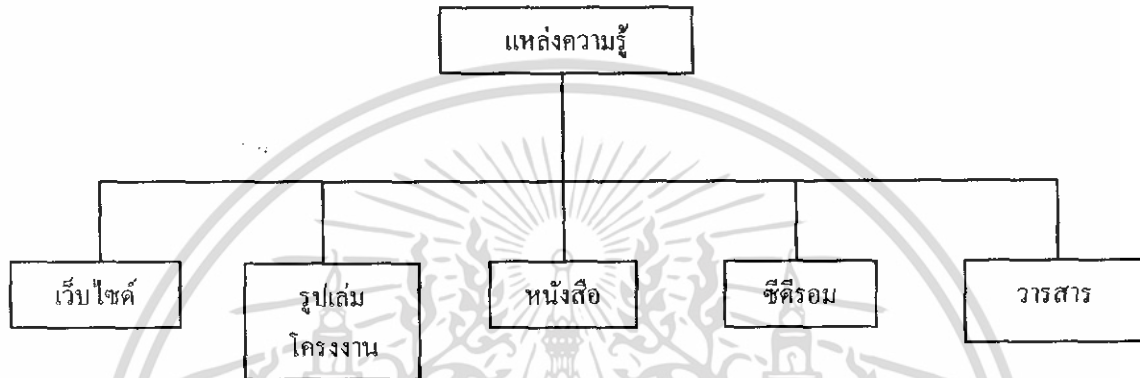 แหล่งความรู้
เว็บไซด์
รูปเล่ม
โครงงาน
หนังสือ
ซีดีรอม
วารสาร